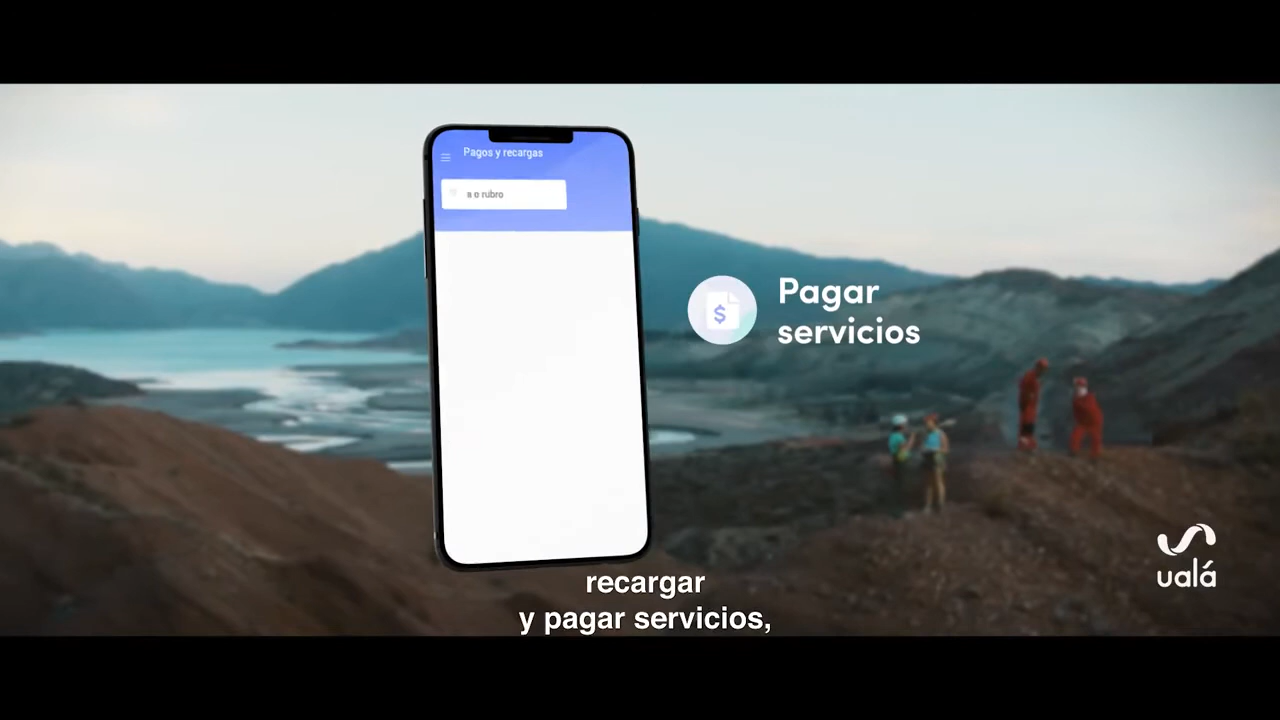 Pagos y recargas
s o rubro
Pagar
servicios
$
ualá
recargar
y pagar servicios,